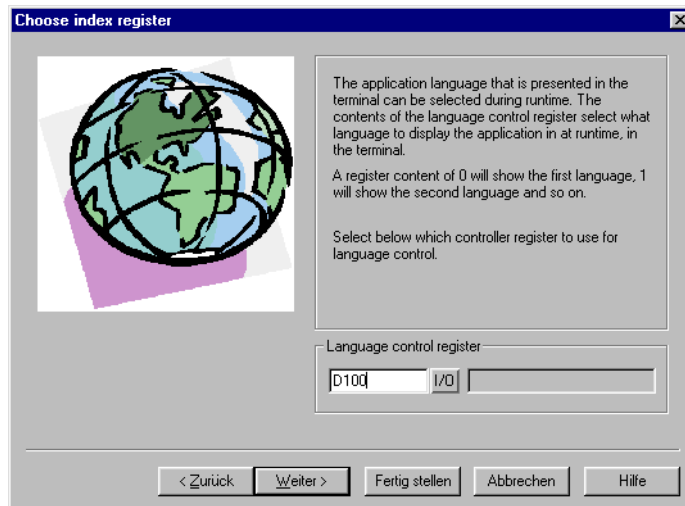 Choose index register
The application language that is presented in the
terminal can be selected during runtime. The
contents of the language control register select what
language to display the application in at runtime, in
the terminal.
A register content of 0 will show the first language, 1
will show the second language and so on.
Select below which controller register to use for
language control.
Language control register
D100 I/O
< Zurück Weiter > Fertig stellen Abbrechen Hilfe